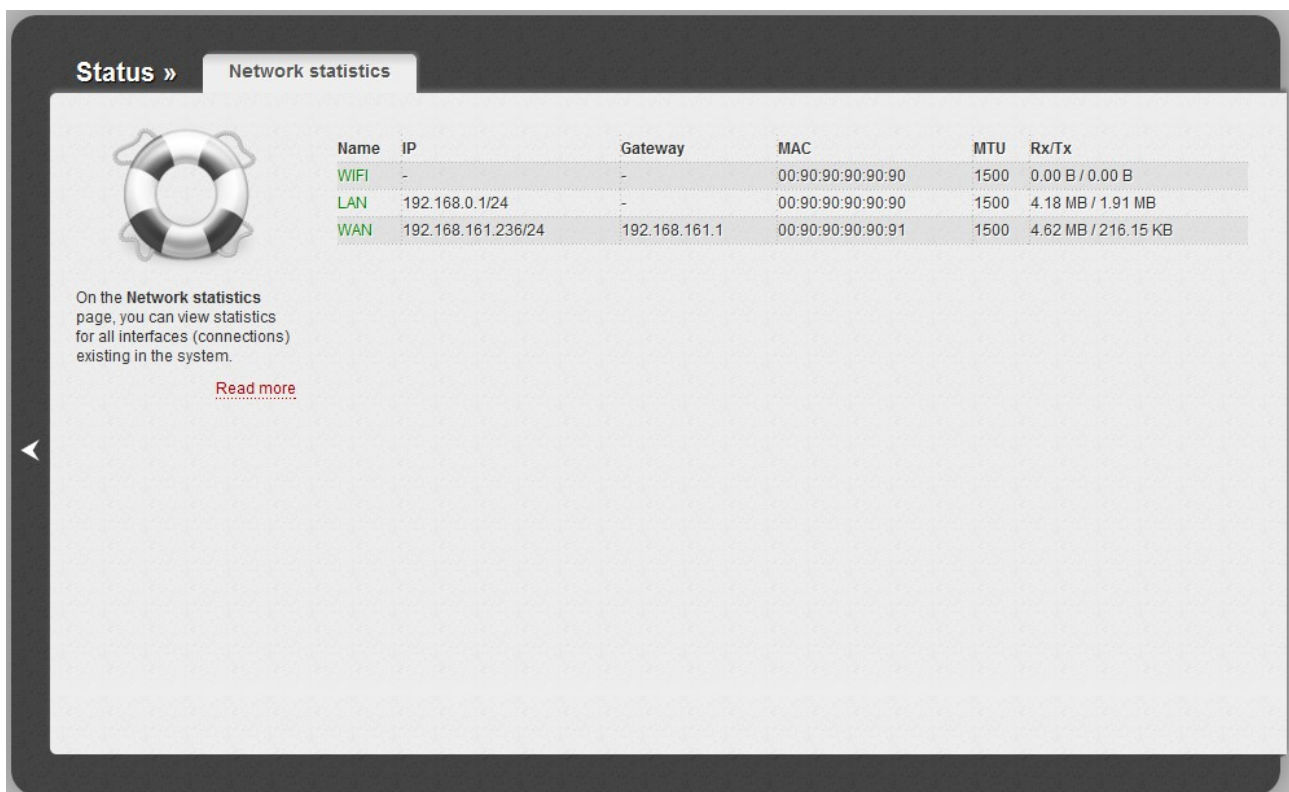 Status »
Network statistics
Name IP Gateway MAC MTU Rx/Tx
WIFI - - 00:90:90:90:90:90 1500 0.00 B / 0.00 B
LAN 192.168.0.1/24 - 00:90:90:90:90:90 1500 4.18 MB / 1.91 MB
WAN 192.168.161.236/24 192.168.161.1 00:90:90:90:90:91 1500 4.62 MB / 216.15 KB
On the Network statistics
page, you can view statistics
for all interfaces (connections)
existing in the system.
Read more